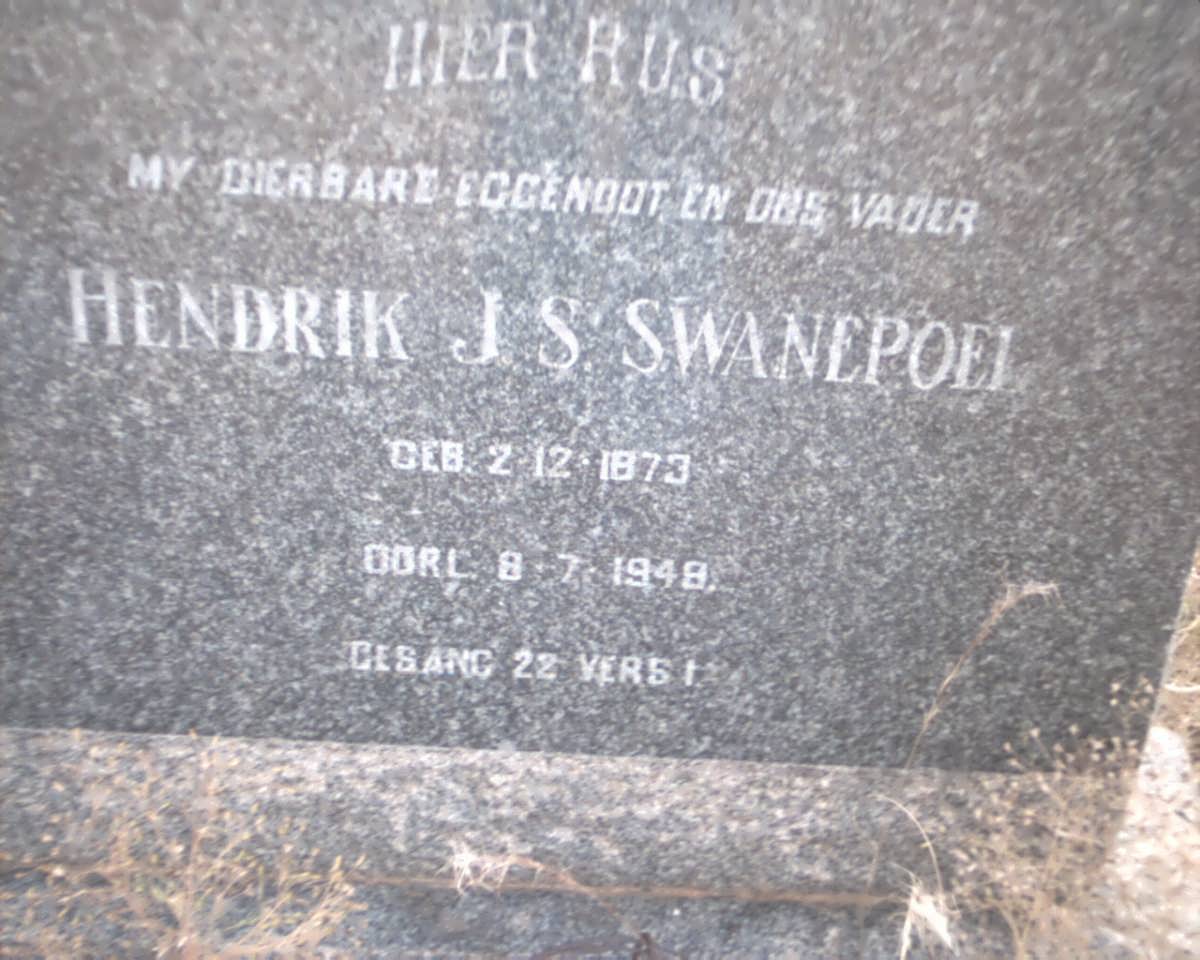 HIER RUS
MY DIERBARE EGGENOOT EN ONS VADER
HENDRIK J. S. SWANEPOEL
GEB. 2·12·1873
OORL. 8·7·1948.
GESANG 22 VERS 1